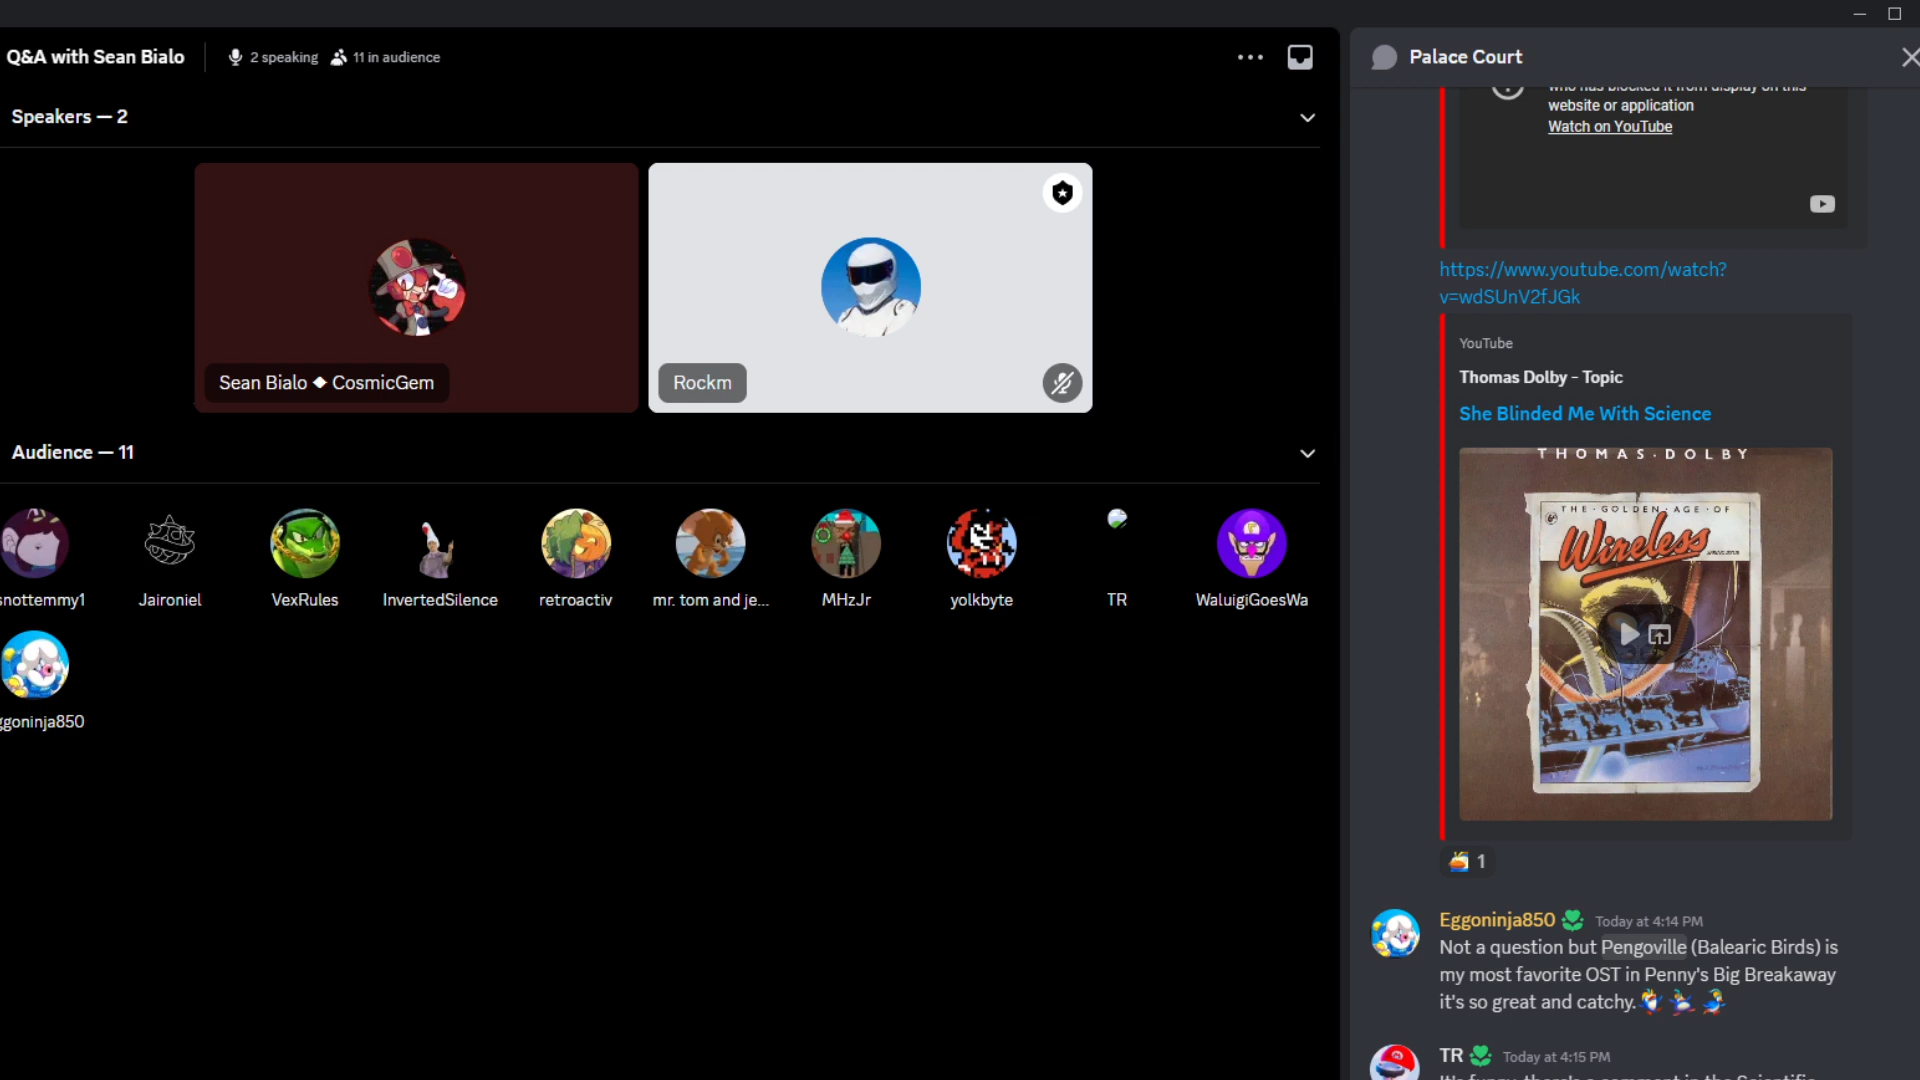 Q&A with Sean Bialo
2 speaking
11 in audience
Palace Court
Speakers — 2
website or application
Watch on YouTube
Sean Bialo ◆ CosmicGem
Rockm
https://www.youtube.com/watch?
v=wdSUnV2fJGk
YouTube
Thomas Dolby - Topic
She Blinded Me With Science
THOMAS·DOLBY
THE·GOLDEN·AGE·OF
Wireless
Audience — 11
snottemmy1
Jaironiel
VexRules
InvertedSilence
retroactiv
mr. tom and je...
MHzJr
yolkbyte
TR
WaluigiGoesWa
ggoninja850
1
Eggoninja850 Today at 4:14 PM
Not a question but Pengoville (Balearic Birds) is
my most favorite OST in Penny's Big Breakaway
it's so great and catchy.
TR Today at 4:15 PM